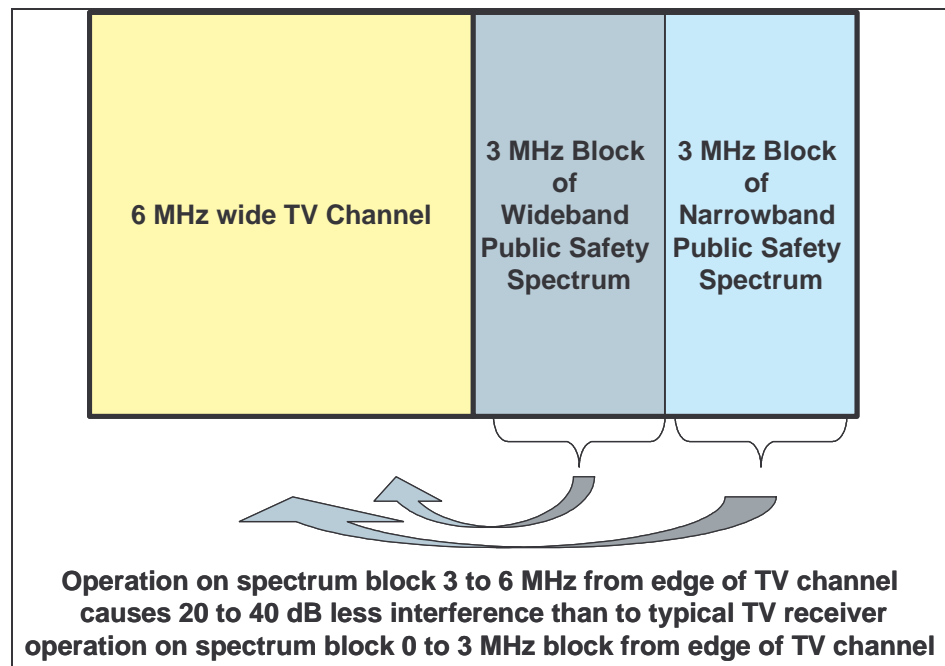 6 MHz wide TV Channel
3 MHz Block
of
Wideband
Public Safety
Spectrum
3 MHz Block
of
Narrowband
Public Safety
Spectrum
Operation on spectrum block 3 to 6 MHz from edge of TV channel
causes 20 to 40 dB less interference than to typical TV receiver
operation on spectrum block 0 to 3 MHz block from edge of TV channel